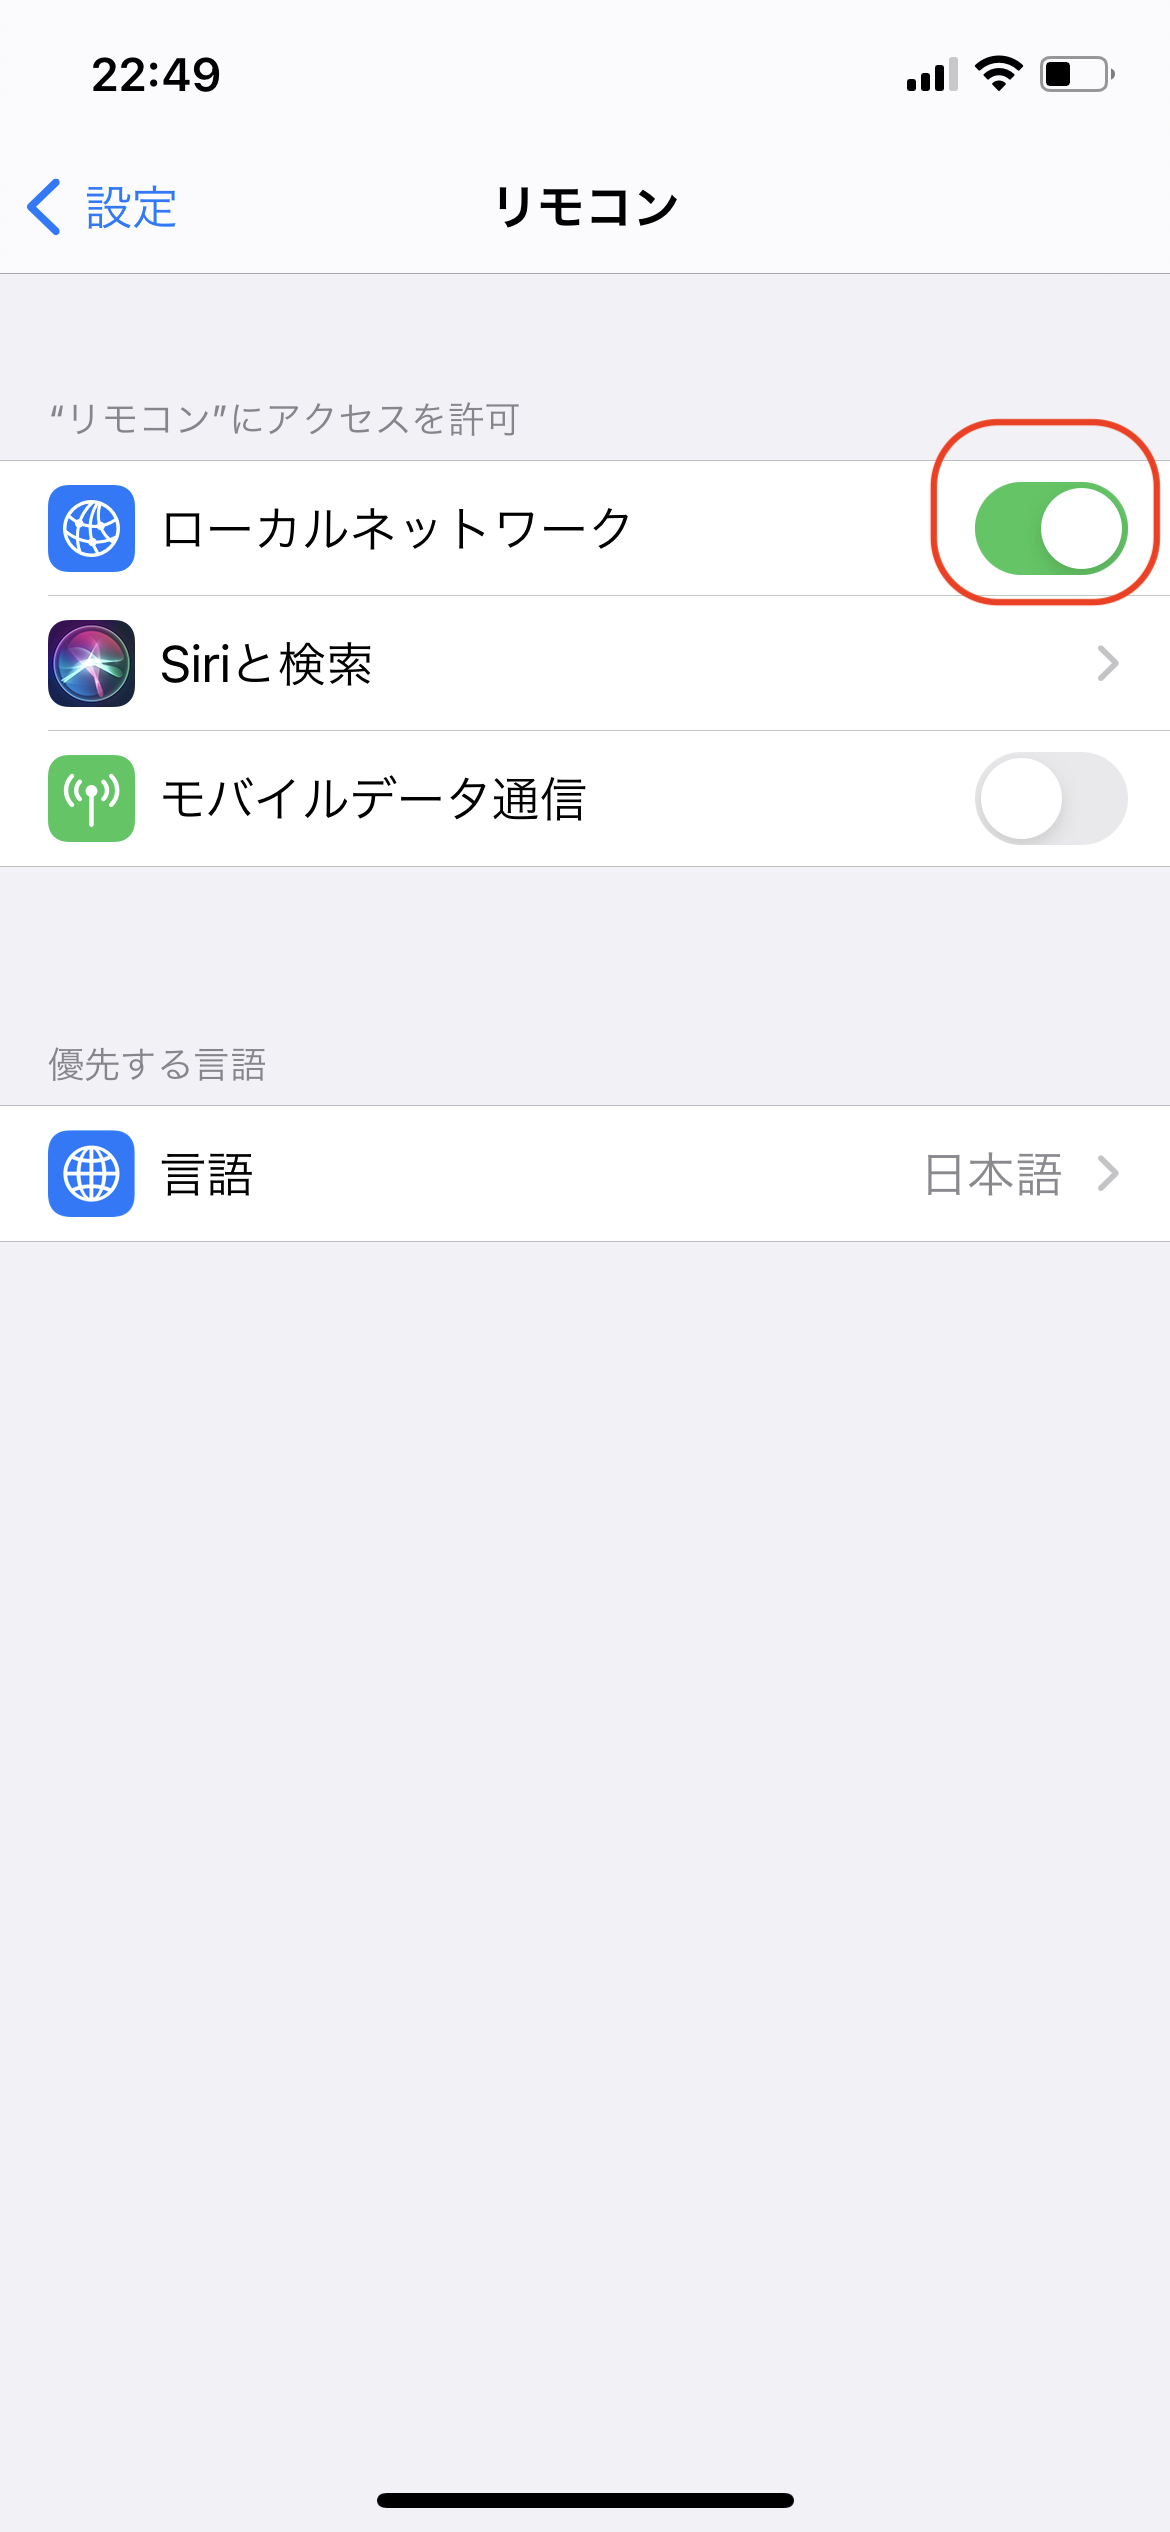 22:49
設定
リモコン
“リモコン”にアクセスを許可
ローカルネットワーク
Siriと検索
モバイルデータ通信
優先する言語
言語
日本語